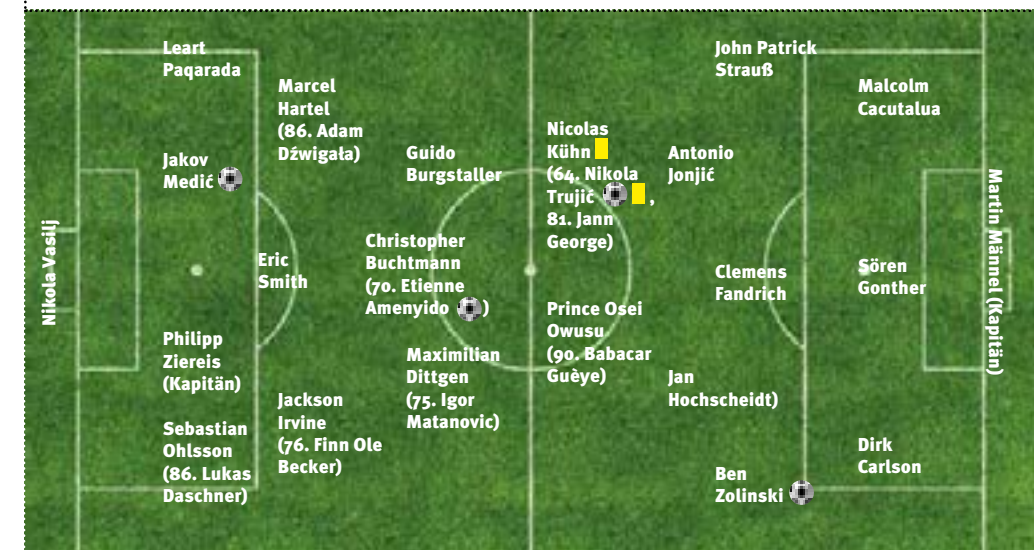 Nikola Vasilj
Leart
Paqarada
Jakov
Medić
Philipp
Ziereis
(Kapitän)
Sebastian
Ohlsson
(86. Lukas
Daschner)
Marcel
Hartel
(86. Adam
Dźwigała)
Eric
Smith
Jackson
Irvine
(76. Finn Ole
Becker)
Guido
Burgstaller
Christopher
Buchtmann
(70. Etienne
Amenyido )
Maximilian
Dittgen
(75. Igor
Matanovic)
Nicolas
Kühn
(64. Nikola
Trujić ,
81. Jann
George)
Prince Osei
Owusu
(90. Babacar
Guèye)
Antonio
Jonjić
Jan
Hochscheidt)
John Patrick
Strauß
Clemens
Fandrich
Ben
Zolinski
Malcolm
Cacutalua
Sören
Gonther
Dirk
Carlson
Martin Männel (Kapitän)